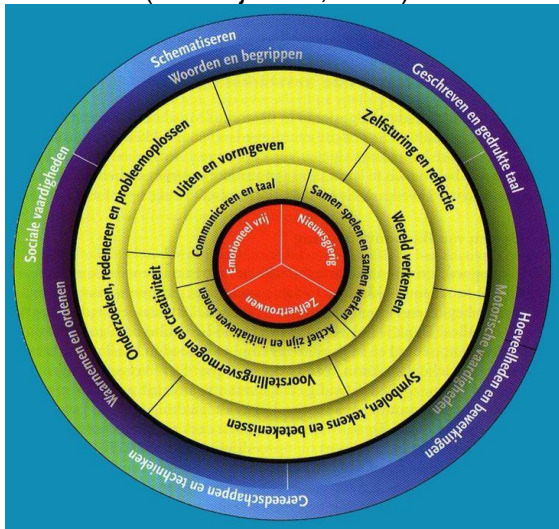 Schematiseren
Woorden en begrippen
Geschreven en gedrukte taal
Sociale vaardigheden
Zelfsturing en reflectie
Uiten en vormgeven
Onderzoeken, redeneren en probleemoplossen
Communiceren en taal
Samen spelen en samen werken
Wereld verkennen
Emotioneel vrij
Nieuwsgierig
Zelfvertrouwen
Actief zijn en initiatieven tonen
Voorstellingsvermogen en creativiteit
Symbolen, tekens en betekenissen
Waarnemen en ordenen
Motorische vaardigheden
Hoeveelheden en bewerkingen
Gereedschappen en technieken